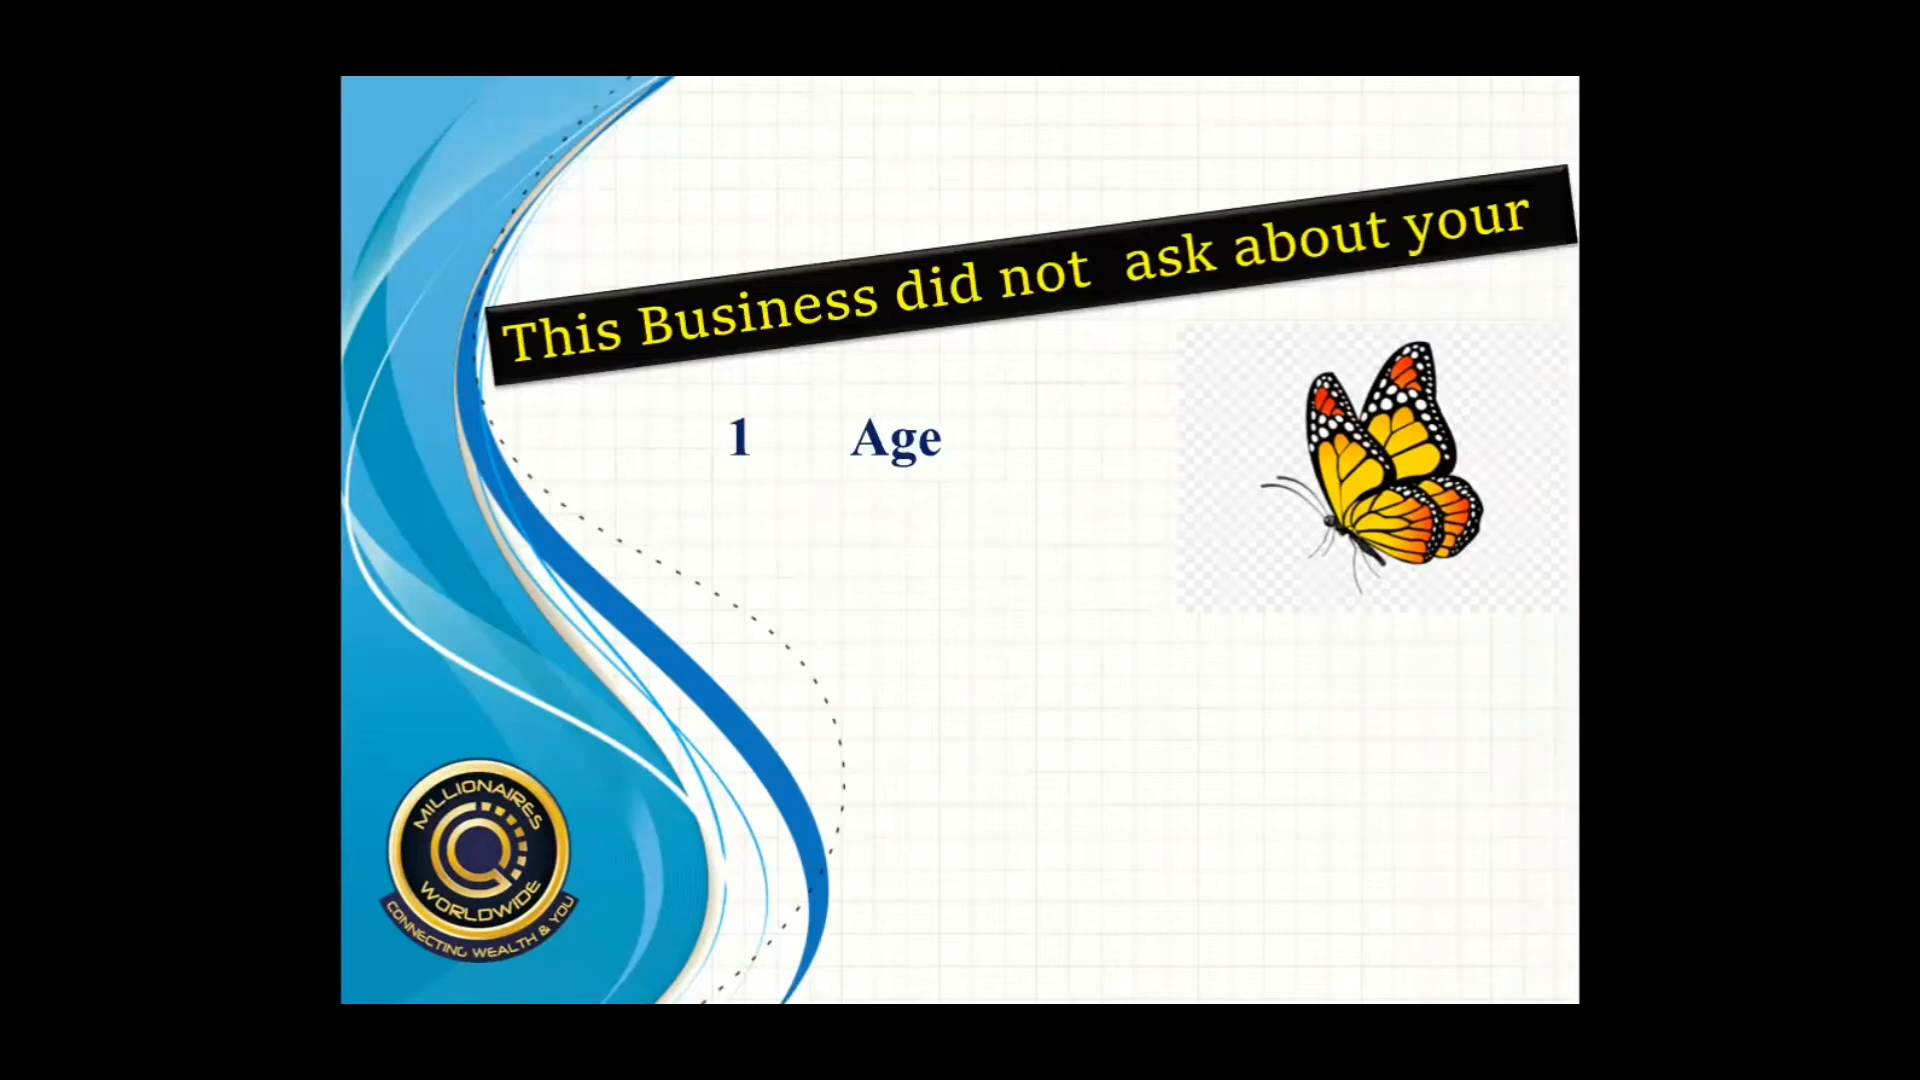 This Business did not ask about your
1 Age
MILLIONAIRES
WORLDWIDE
CONNECTING WEALTH & YOU